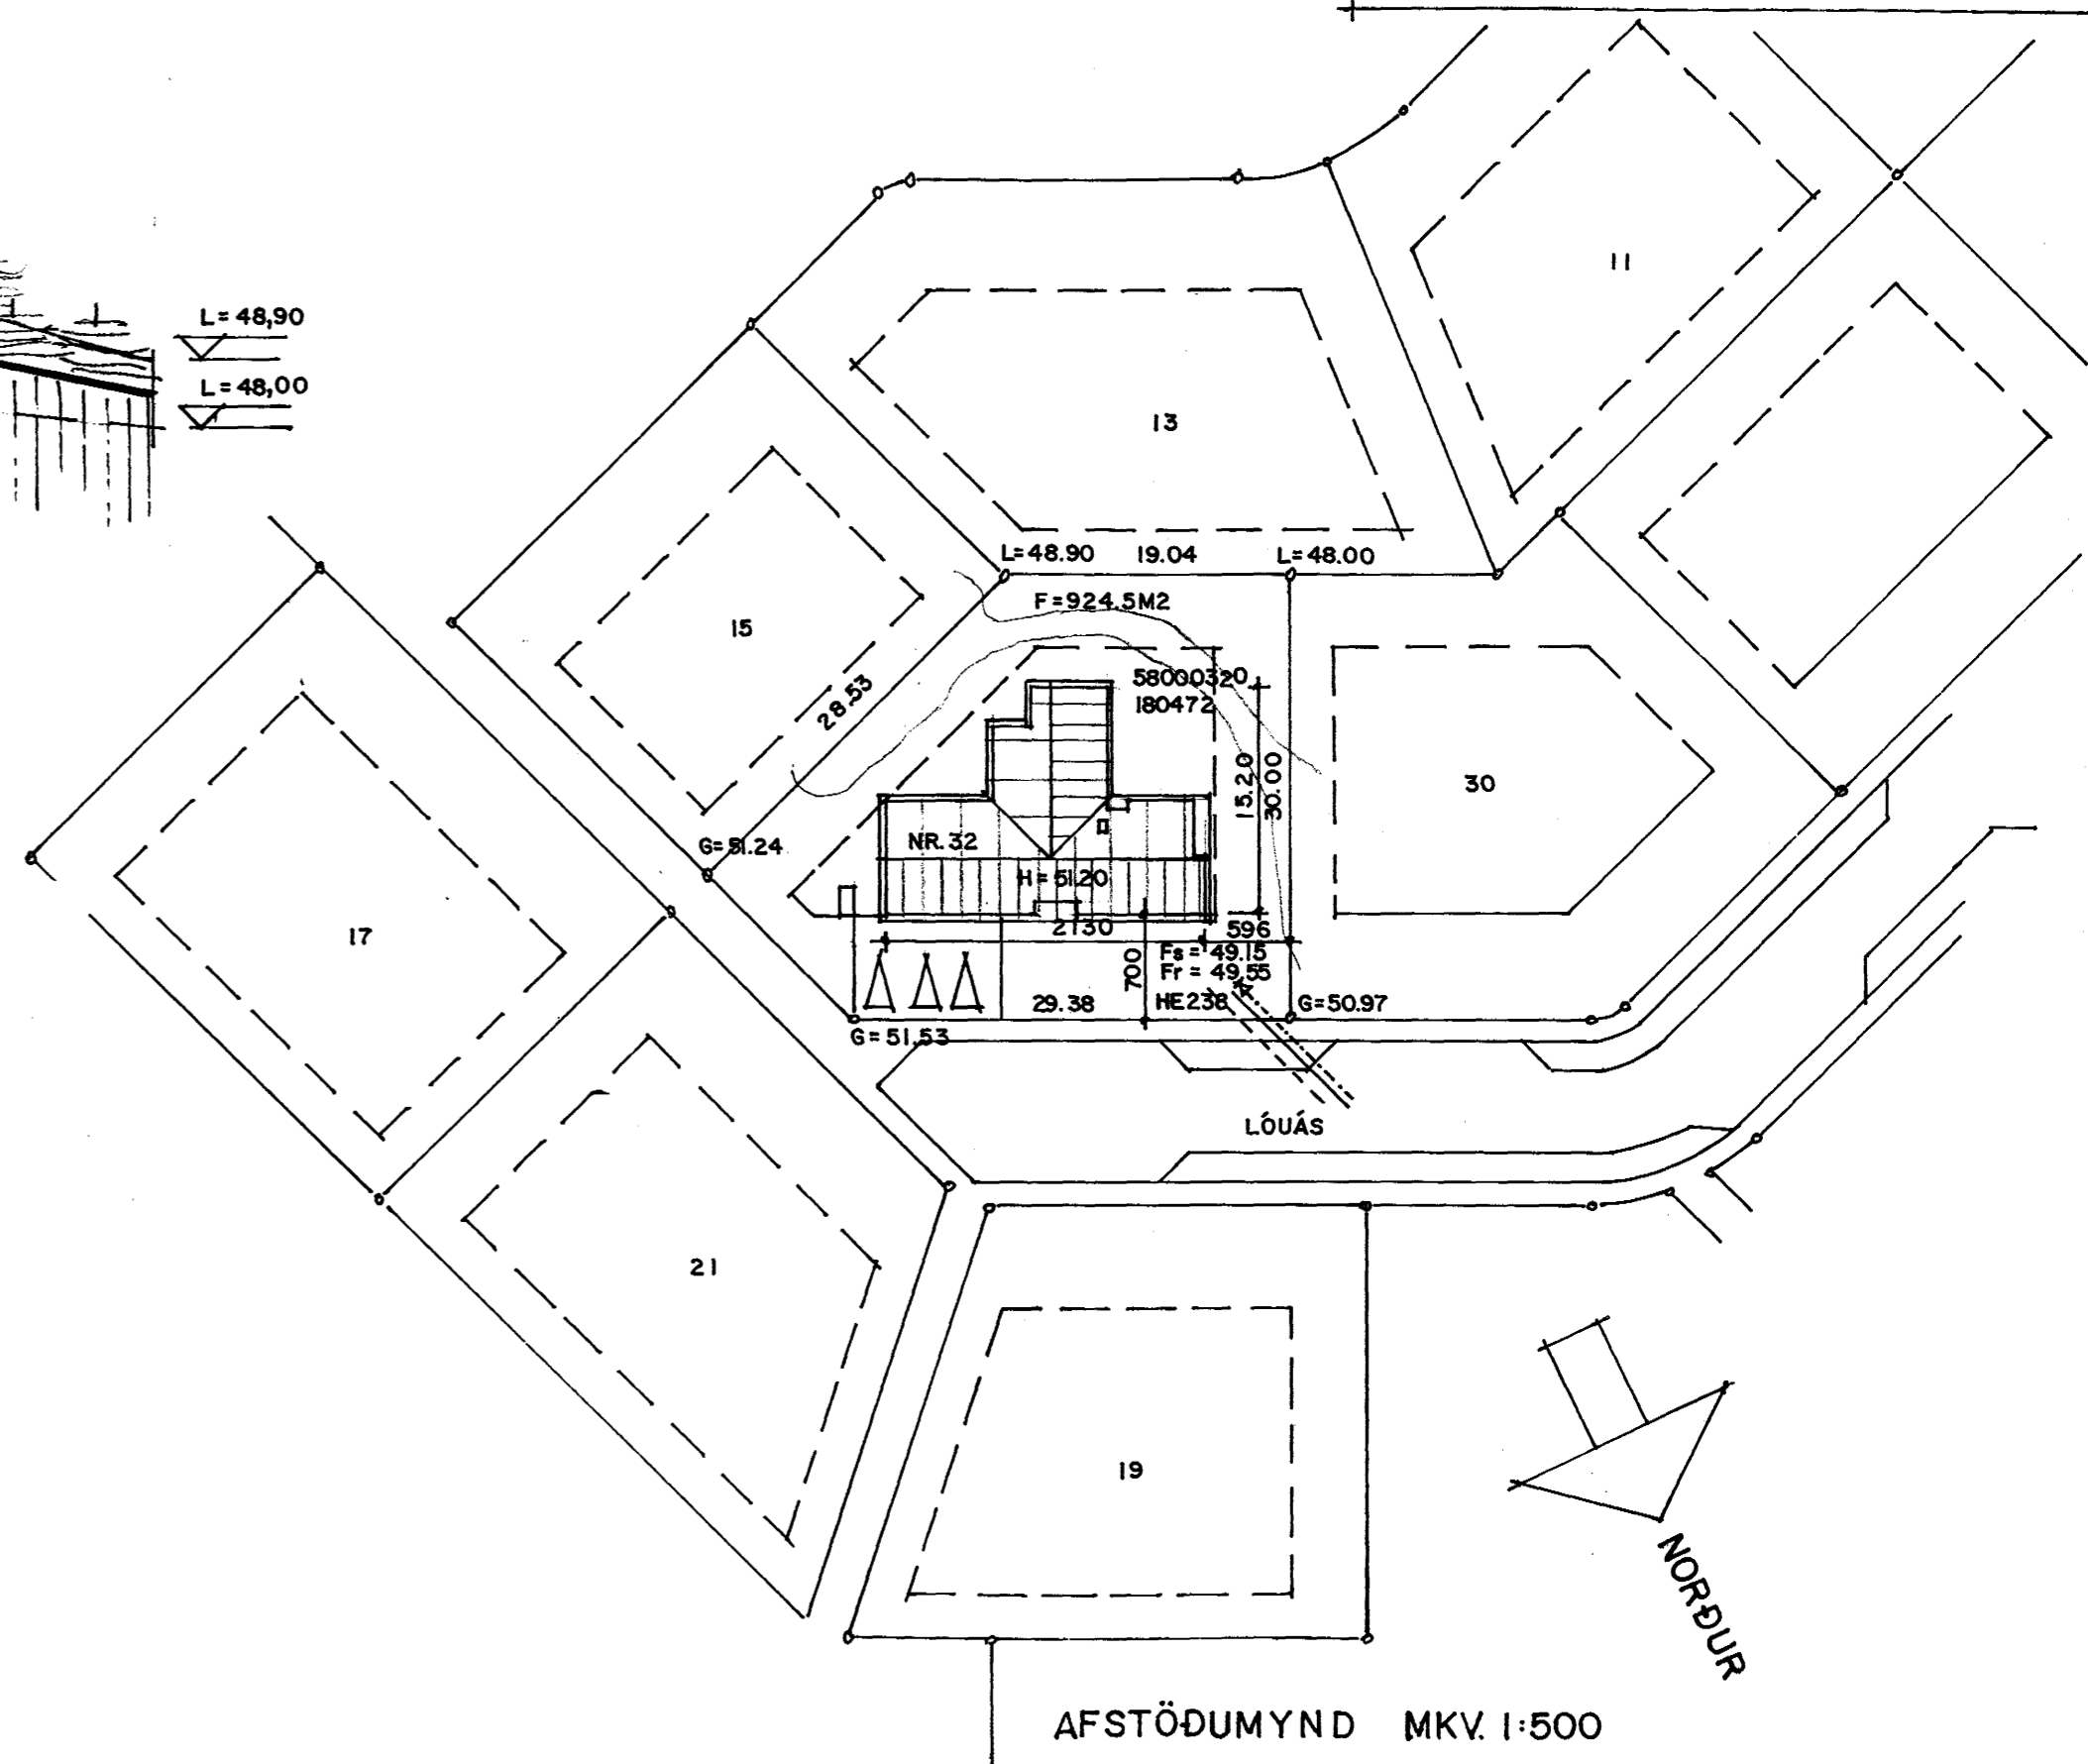 L= 48,90
L= 48,00
11
13
L=48.90 19.04 L=48.00
F=924.5M2
15
28.53
58000320
180472
15.20
30.00
30
NR. 32
G= 51.24
H= 51.20
17
2130
596
Fs = 49.15
Fr = 49.55
700
29.38
HE238
G=50.97
G= 51.53
LÓUÁS
21
19
NORÐUR
AFSTÖÐUMYND MKV. 1:500